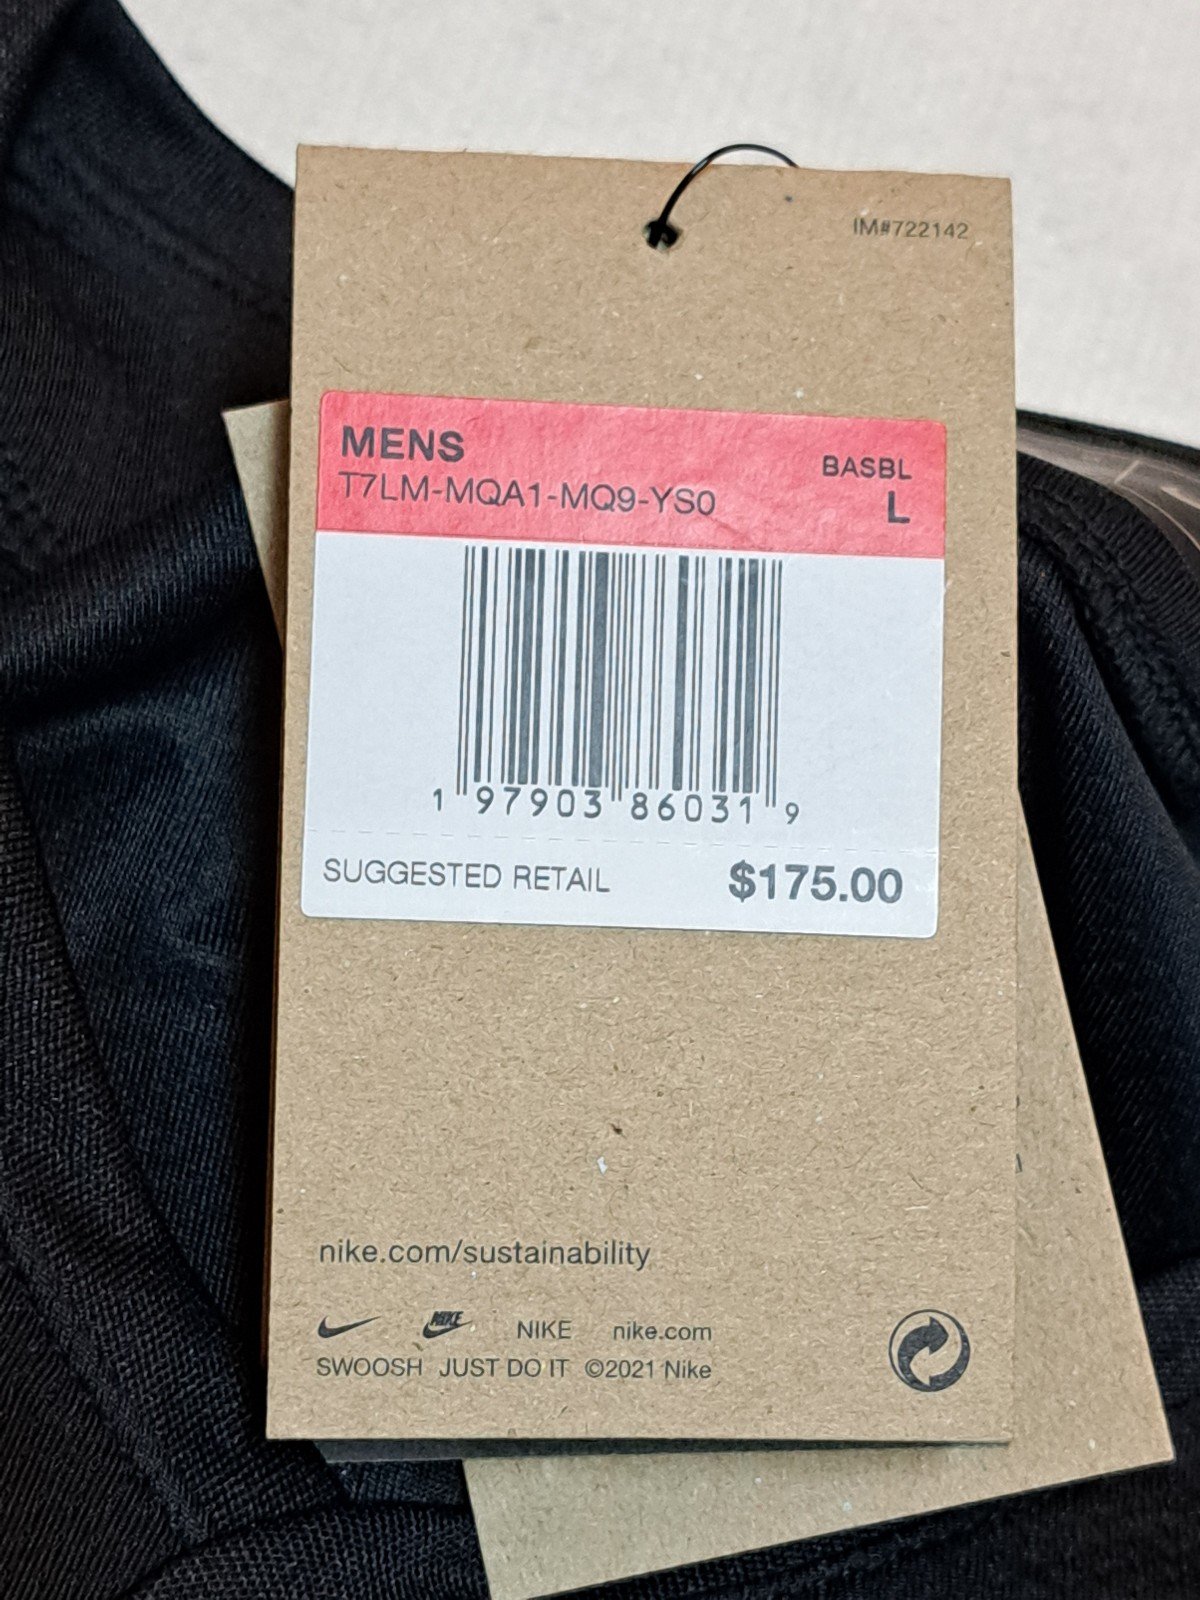 IM#722142
MENS
T7LM-MQA1-MQ9-YS0
BASBL
L
1 97903 86031 9
SUGGESTED RETAIL $175.00
nike.com/sustainability
NIKE NIKE nike.com
SWOOSH JUST DO IT ©2021 Nike